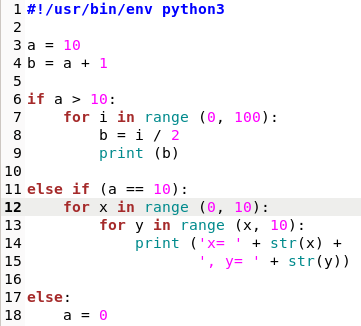 1 #!/usr/bin/env python3
2
3 a = 10
4 b = a + 1
5
6 if a > 10:
7     for i in range (0, 100):
8         b = i / 2
9         print (b)
10
11 else if (a == 10):
12     for x in range (0, 10):
13         for y in range (x, 10):
14             print ('x= ' + str(x) +
15                    ', y= ' + str(y))
16
17 else:
18     a = 0